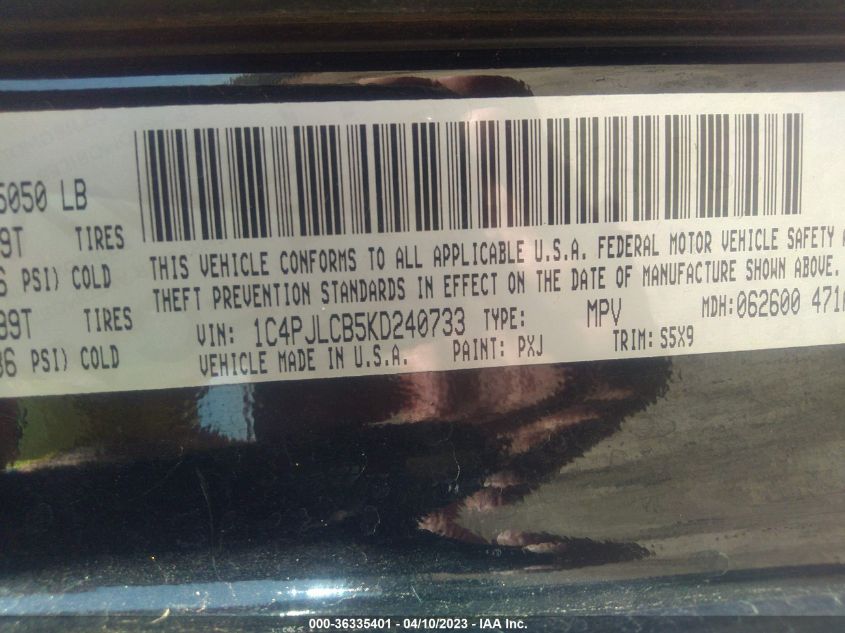 5050 LB
9T TIRES
6 PSI) COLD
99T TIRES
36 PSI) COLD
THIS VEHICLE CONFORMS TO ALL APPLICABLE U.S.A. FEDERAL MOTOR VEHICLE SAFETY
THEFT PREVENTION STANDARDS IN EFFECT ON THE DATE OF MANUFACTURE SHOWN ABOVE.
VIN: 1C4PJLCB5KD240733 TYPE: MPV MDH:062600 471
VEHICLE MADE IN U.S.A. PAINT: PXJ TRIM: S5X9
000-36335401 - 04/10/2023 - IAA Inc.